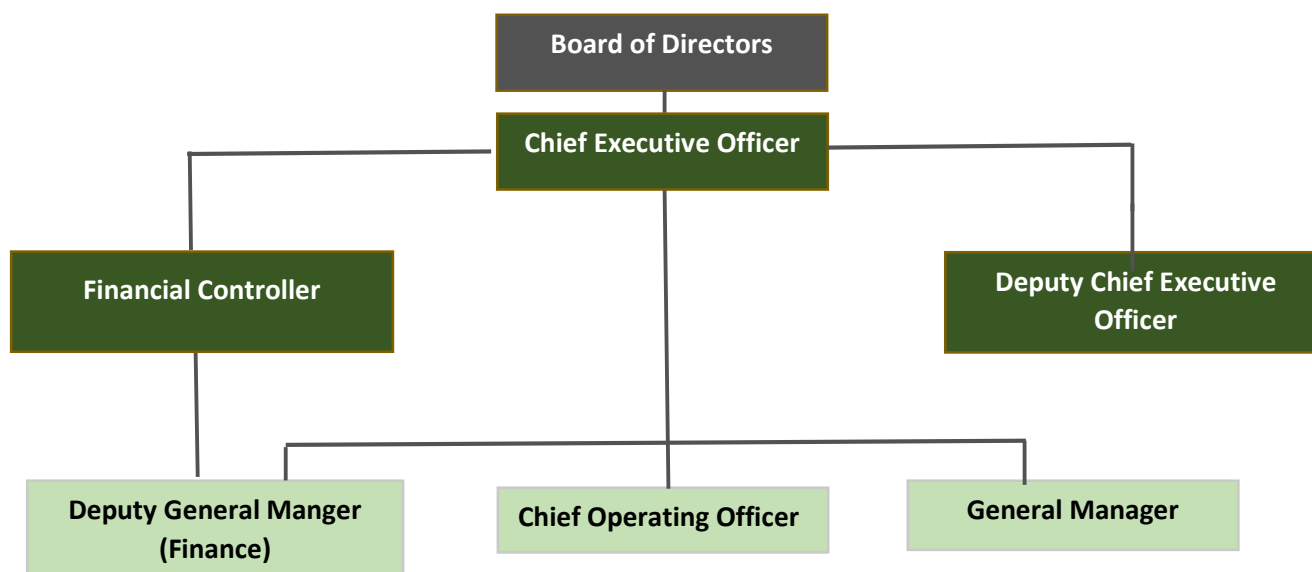 Board of Directors
Chief Executive Officer
Financial Controller
Deputy Chief Executive
Officer
Deputy General Manger
(Finance)
Chief Operating Officer
General Manager